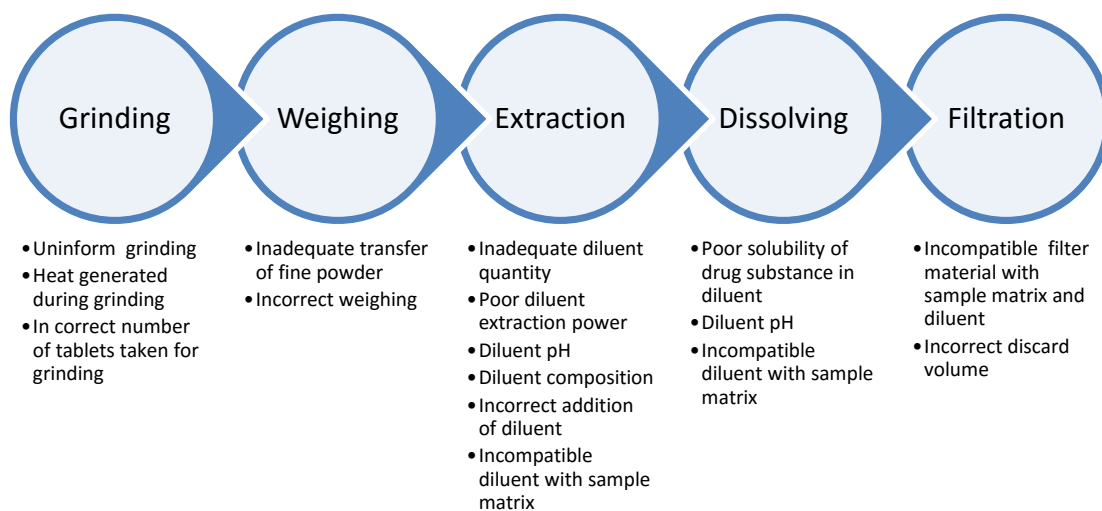 Grinding
Weighing
Extraction
Dissolving
Filtration
•Uninform grinding
•Heat generated
during grinding
•In correct number
of tablets taken for
grinding
•Inadequate transfer
of fine powder
•Incorrect weighing
•Inadequate diluent
quantity
•Poor diluent
extraction power
•Diluent pH
•Diluent composition
•Incorrect addition
of diluent
•Incompatible
diluent with sample
matrix
•Poor solubility of
drug substance in
diluent
•Diluent pH
•Incompatible
diluent with sample
matrix
•Incompatible filter
material with
sample matrix and
diluent
•Incorrect discard
volume